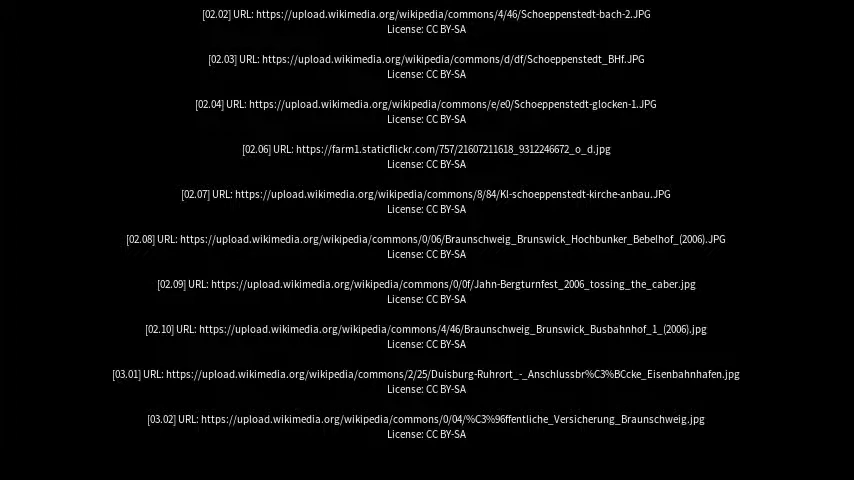 [02.02] URL: https://upload.wikimedia.org/wikipedia/commons/4/46/Schoeppenstedt-bach-2.JPG
License: CC BY-SA
[02.03] URL: https://upload.wikimedia.org/wikipedia/commons/d/df/Schoeppenstedt_BHf.JPG
License: CC BY-SA
[02.04] URL: https://upload.wikimedia.org/wikipedia/commons/e/e0/Schoeppenstedt-glocken-1.JPG
License: CC BY-SA
[02.06] URL: https://farm1.staticflickr.com/757/21607211618_9312246672_o_d.jpg
License: CC BY-SA
[02.07] URL: https://upload.wikimedia.org/wikipedia/commons/8/84/Kl-schoeppenstedt-kirche-anbau.JPG
License: CC BY-SA
[02.08] URL: https://upload.wikimedia.org/wikipedia/commons/0/06/Braunschweig_Brunswick_Hochbunker_Bebelhof_(2006).JPG
License: CC BY-SA
[02.09] URL: https://upload.wikimedia.org/wikipedia/commons/0/0f/Jahn-Bergturnfest_2006_tossing_the_caber.jpg
License: CC BY-SA
[02.10] URL: https://upload.wikimedia.org/wikipedia/commons/4/46/Braunschweig_Brunswick_Busbahnhof_1_(2006).jpg
License: CC BY-SA
[03.01] URL: https://upload.wikimedia.org/wikipedia/commons/2/25/Duisburg-Ruhrort_-_Anschlussbr%C3%BCcke_Eisenbahnhafen.jpg
License: CC BY-SA
[03.02] URL: https://upload.wikimedia.org/wikipedia/commons/0/04/%C3%96ffentliche_Versicherung_Braunschweig.jpg
License: CC BY-SA